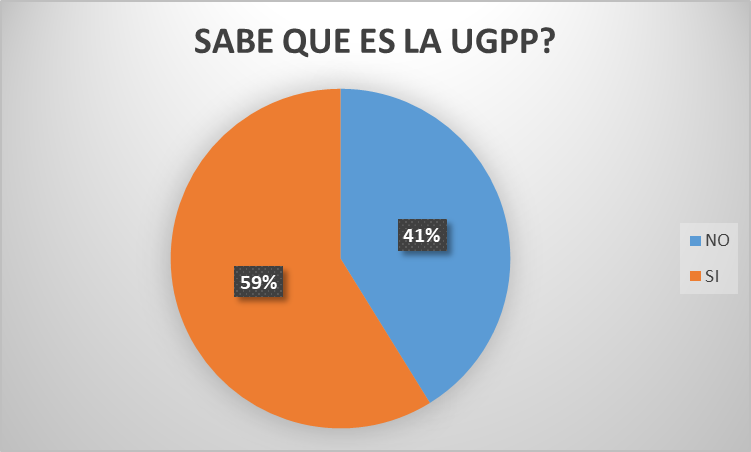 SABE QUE ES LA UGPP?
41%
59%
NO
SI